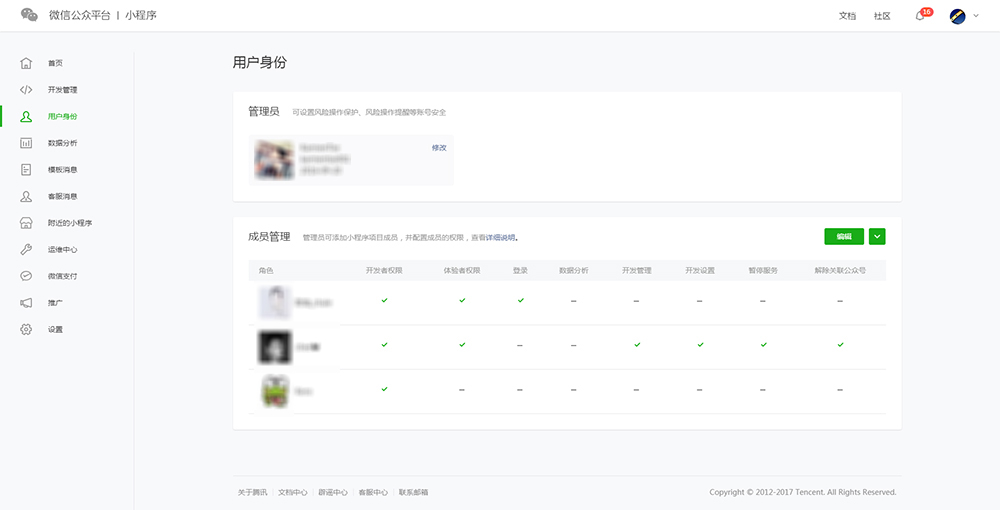 微信公众平台 | 小程序
文档 社区 16
首页
开发管理
用户身份
数据分析
模板消息
客服消息
附近的小程序
运维中心
微信支付
推广
设置
用户身份
管理员 可设置风险操作保护、风险操作提醒等账号安全
修改
成员管理 管理员可添加小程序项目成员，并配置成员的权限，查看详细说明。
编辑
角色 开发者权限 体验者权限 登录 数据分析 开发管理 开发设置 暂停服务 解除关联公众号
关于腾讯 文档中心 辟谣中心 客服中心 联系邮箱
Copyright © 2012-2017 Tencent. All Rights Reserved.